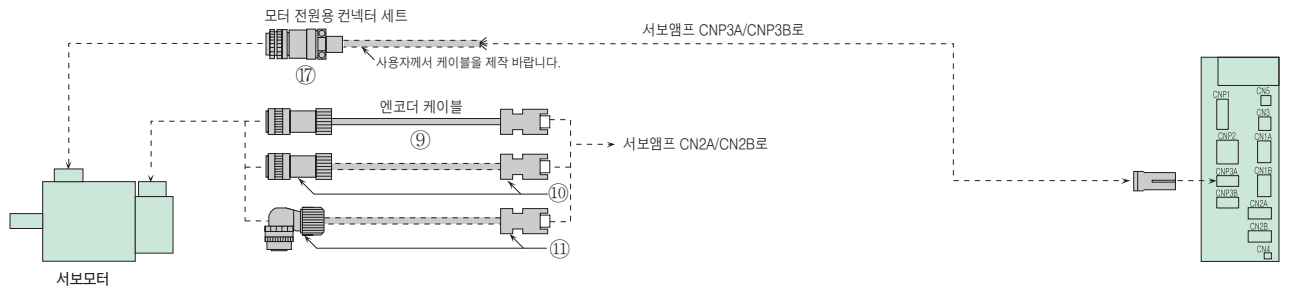 모터 전원용 컨넥터 세트
서보앰프 CNP3A/CNP3B로
사용자께서 케이블을 제작 바랍니다.
⑰
엔코더 케이블
⑨
서보앰프 CN2A/CN2B로
⑩
⑪
서보모터
CNP1
CN5
CN3
CNP2
CN1A
CNP3A
CN1B
CNP3B
CN2A
CN2B
CN4